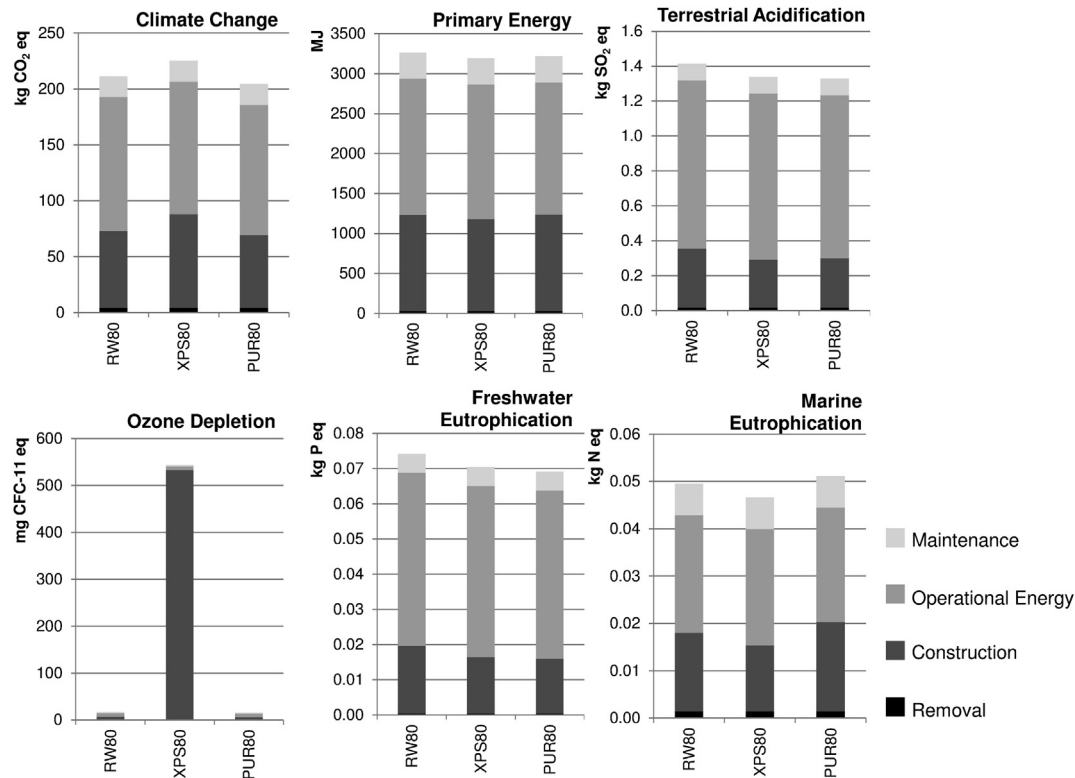 Climate Change
kg CO₂ eq
250
200
150
100
50
0
RW80
XPS80
PUR80
Primary Energy
MJ
3500
3000
2500
2000
1500
1000
500
0
RW80
XPS80
PUR80
Terrestrial Acidification
kg SO₂ eq
1.6
1.4
1.2
1.0
0.8
0.6
0.4
0.2
0.0
RW80
XPS80
PUR80
Ozone Depletion
mg CFC-11 eq
600
500
400
300
200
100
0
RW80
XPS80
PUR80
Freshwater
Eutrophication
kg P eq
0.08
0.07
0.06
0.05
0.04
0.03
0.02
0.01
0.00
RW80
XPS80
PUR80
Marine
Eutrophication
kg N eq
0.06
0.05
0.04
0.03
0.02
0.01
0.00
RW80
XPS80
PUR80
Maintenance
Operational Energy
Construction
Removal